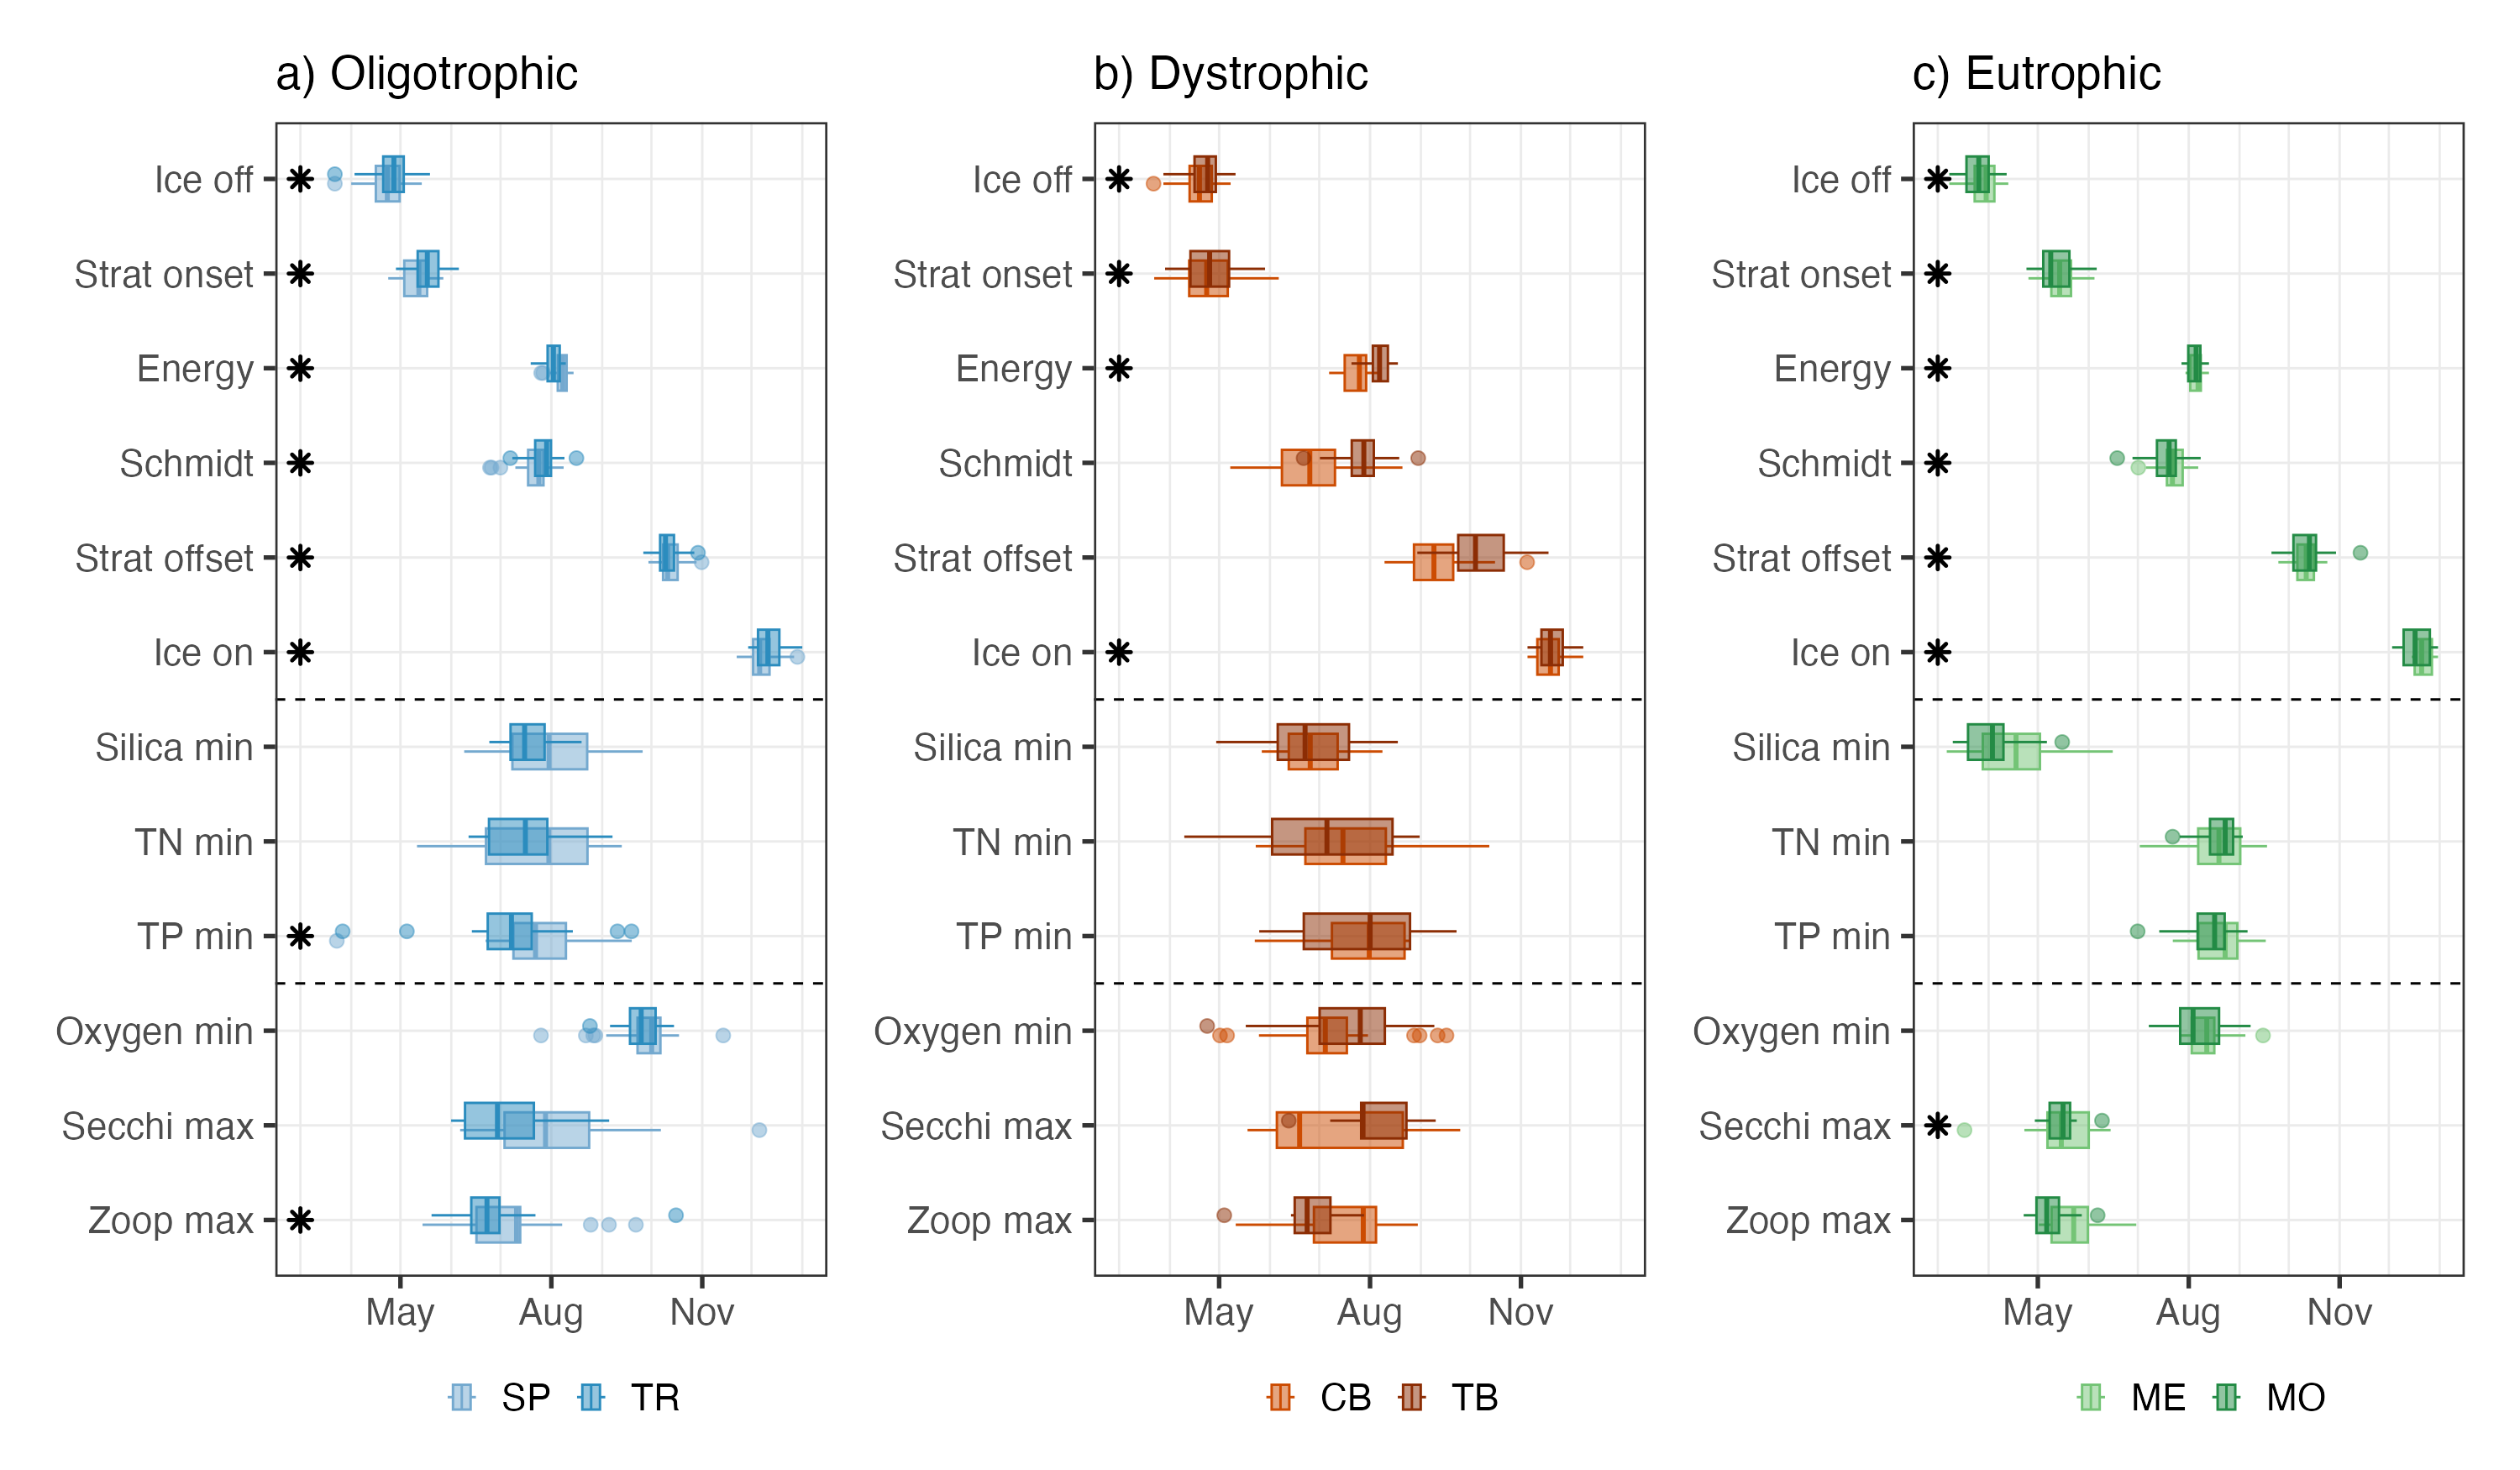 a) Oligotrophic
Ice off
Strat onset
Energy
Schmidt
Strat offset
Ice on
Silica min
TN min
TP min
Oxygen min
Secchi max
Zoop max
May Aug Nov
SP TR
b) Dystrophic
Ice off
Strat onset
Energy
Schmidt
Strat offset
Ice on
Silica min
TN min
TP min
Oxygen min
Secchi max
Zoop max
May Aug Nov
CB TB
c) Eutrophic
Ice off
Strat onset
Energy
Schmidt
Strat offset
Ice on
Silica min
TN min
TP min
Oxygen min
Secchi max
Zoop max
May Aug Nov
ME MO